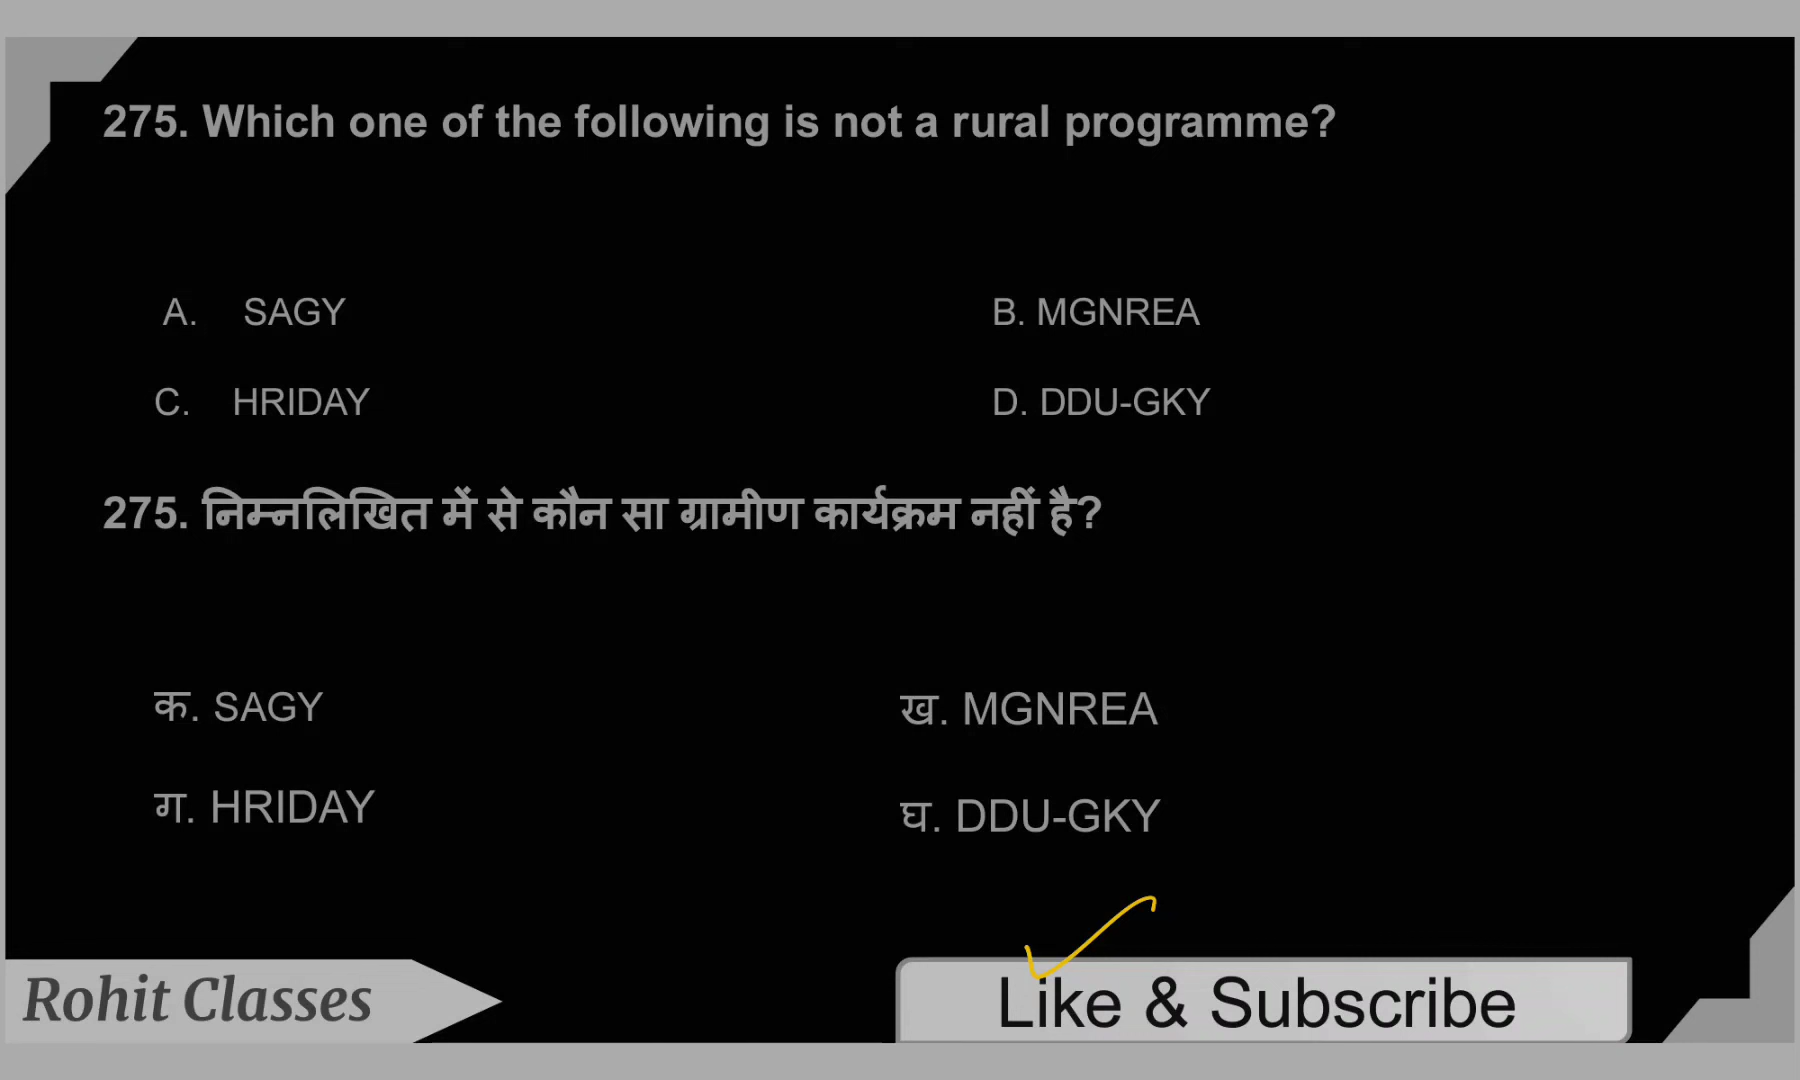 275. Which one of the following is not a rural programme?
A. SAGY
B. MGNREA
C. HRIDAY
D. DDU-GKY
275. निम्नलिखित में से कौन सा ग्रामीण कार्यक्रम नहीं है?
क. SAGY
ख. MGNREA
ग. HRIDAY
घ. DDU-GKY
Rohit Classes
Like & Subscribe